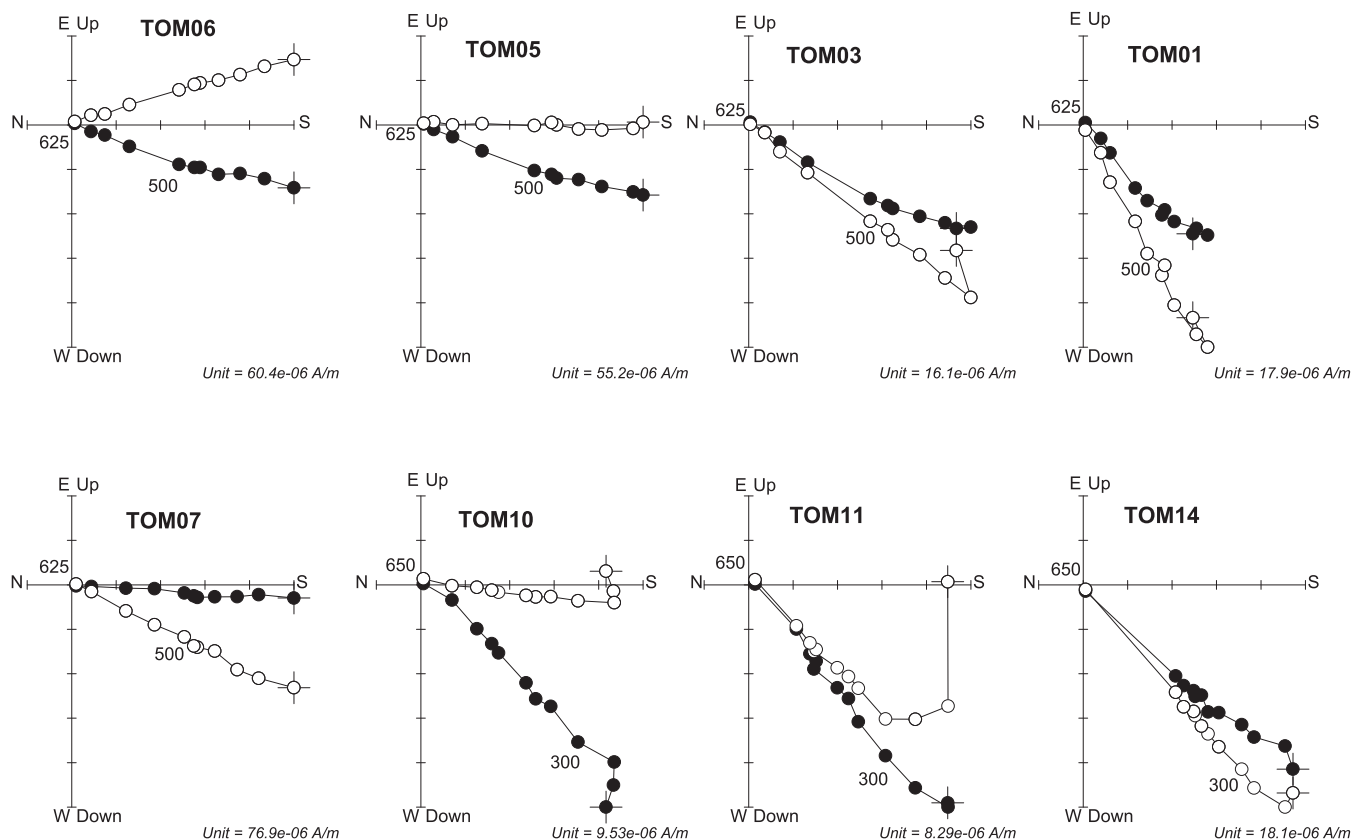 E Up
TOM06
N
S
625
500
W Down
Unit = 60.4e-06 A/m
E Up
TOM05
N
S
625
500
W Down
Unit = 55.2e-06 A/m
E Up
TOM03
625
N
S
500
W Down
Unit = 16.1e-06 A/m
E Up
TOM01
625
N
S
500
W Down
Unit = 17.9e-06 A/m
E Up
TOM07
625
N
S
500
W Down
Unit = 76.9e-06 A/m
E Up
TOM10
650
N
S
300
W Down
Unit = 9.53e-06 A/m
E Up
TOM11
650
N
S
300
W Down
Unit = 8.29e-06 A/m
E Up
TOM14
650
N
S
300
W Down
Unit = 18.1e-06 A/m